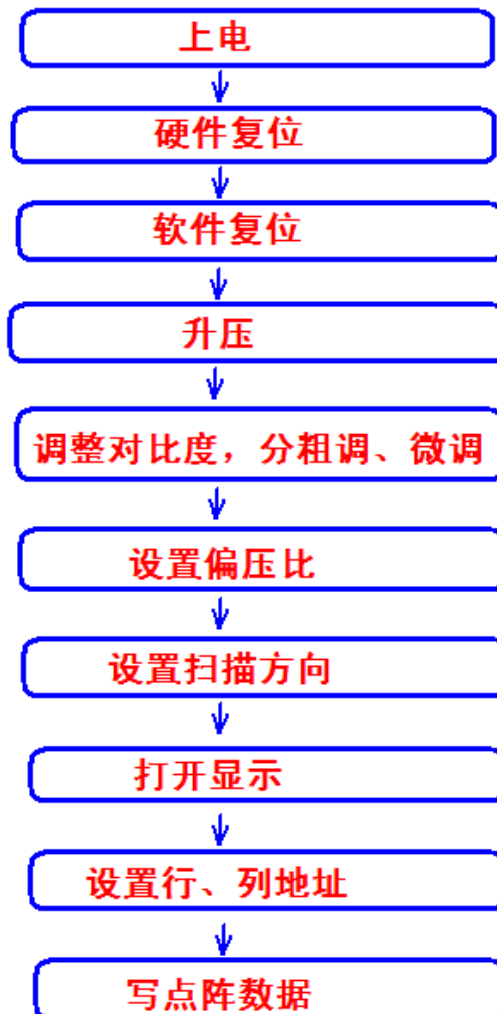 上电
硬件复位
软件复位
升压
调整对比度，分粗调、微调
设置偏压比
设置扫描方向
打开显示
设置行、列地址
写点阵数据